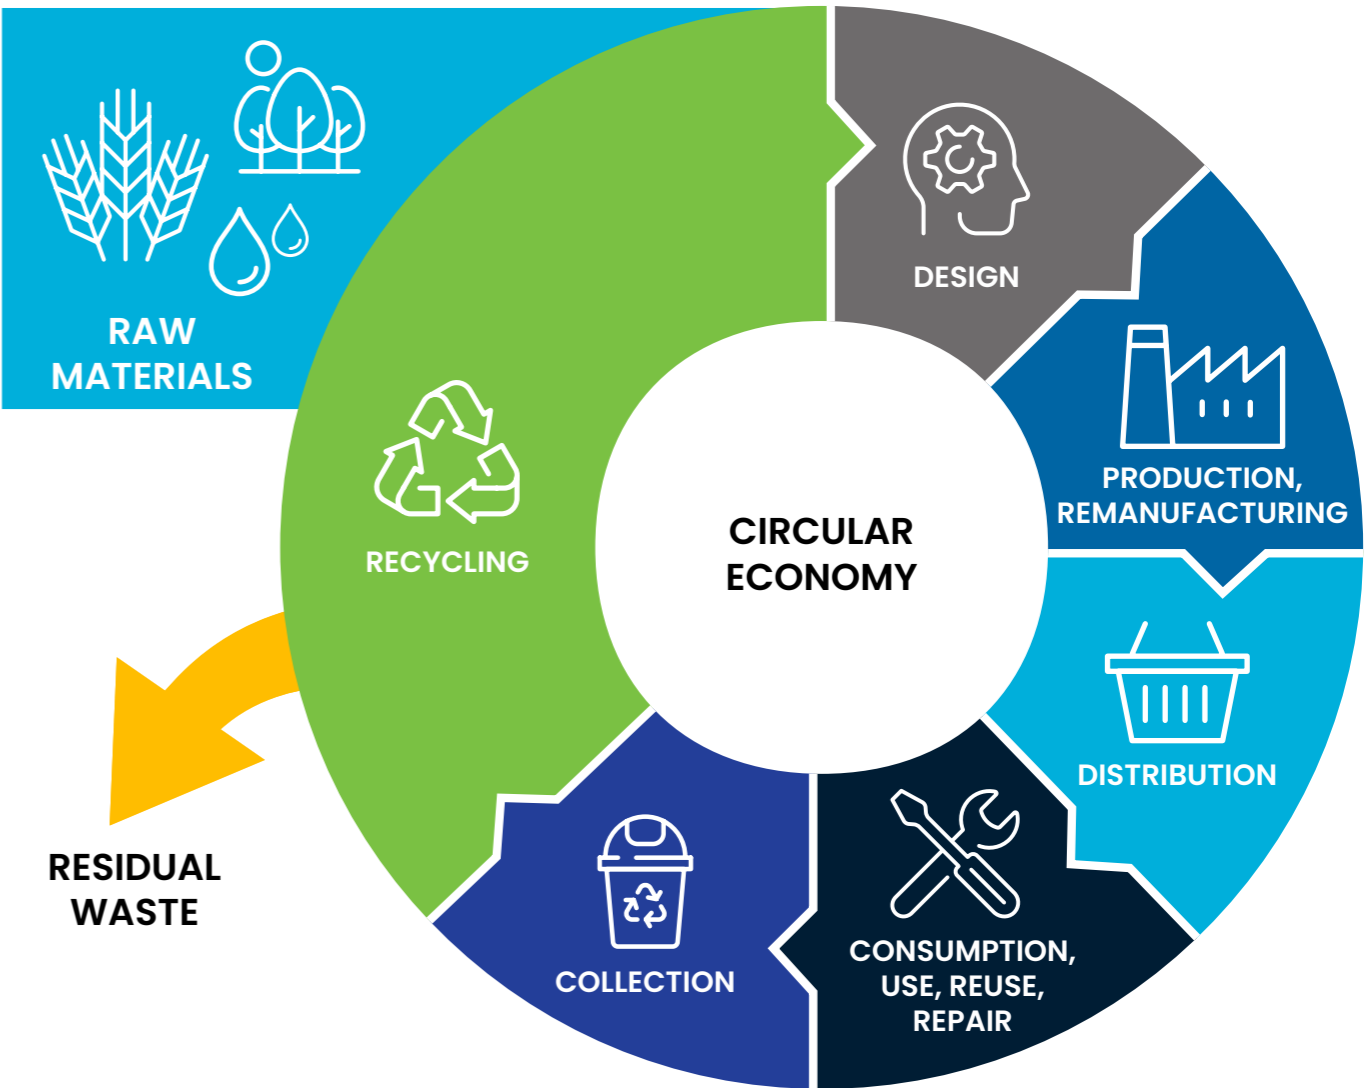 RAW
MATERIALS
DESIGN
PRODUCTION,
REMANUFACTURING
DISTRIBUTION
CONSUMPTION,
USE, REUSE,
REPAIR
COLLECTION
RECYCLING
CIRCULAR
ECONOMY
RESIDUAL
WASTE